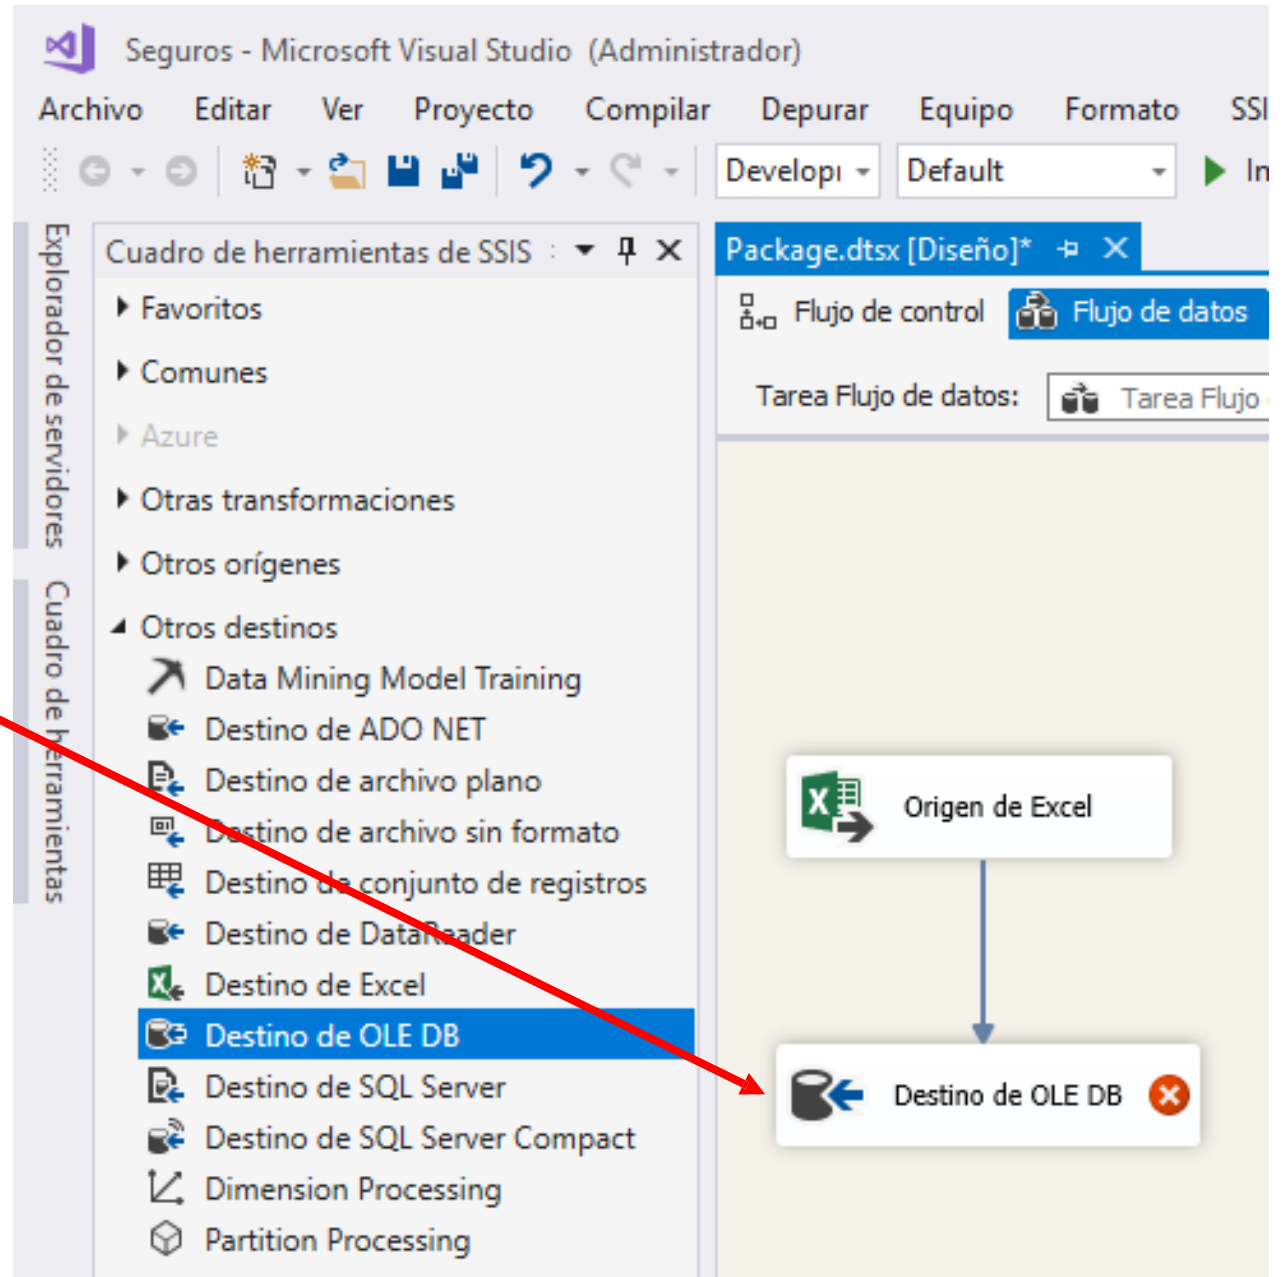 Seguros - Microsoft Visual Studio (Administrador)
Archivo Editar Ver Proyecto Compilar Depurar Equipo Formato SSI
Developi Default In
Explorador de servidores
Cuadro de herramientas
Cuadro de herramientas de SSIS
Favoritos
Comunes
Azure
Otras transformaciones
Otros orígenes
Otros destinos
Data Mining Model Training
Destino de ADO NET
Destino de archivo plano
Destino de archivo sin formato
Destino de conjunto de registros
Destino de DataReader
Destino de Excel
Destino de OLE DB
Destino de SQL Server
Destino de SQL Server Compact
Dimension Processing
Partition Processing
Package.dtsx [Diseño]*
Flujo de control Flujo de datos
Tarea Flujo de datos: Tarea Flujo
Origen de Excel
Destino de OLE DB